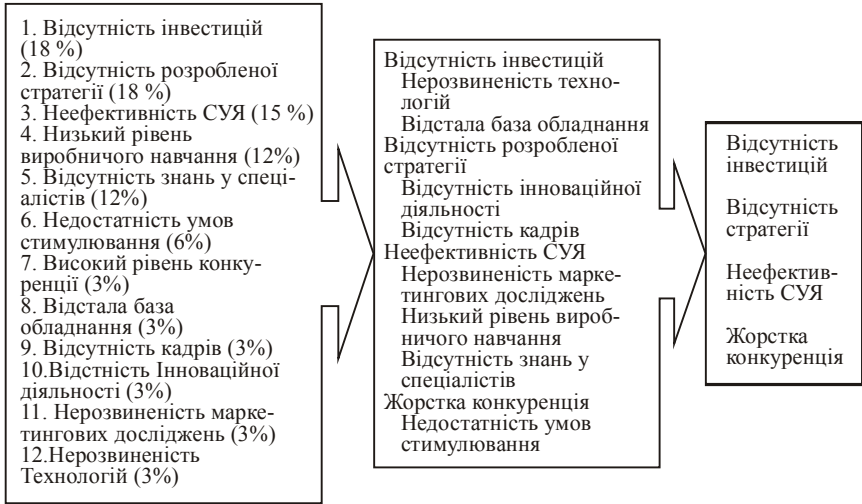 1. Відсутність інвестицій
(18 %)
2. Відсутність розробленої
стратегії (18 %)
3. Неефективність СУЯ (15 %)
4. Низький рівень
виробничого навчання (12%)
5. Відсутність знань у спеці-
алістів (12%)
6. Недостатність умов
стимулювання (6%)
7. Високий рівень конку-
ренції (3%)
8. Відстала база
обладнання (3%)
9. Відсутність кадрів (3%)
10.Відстність Інноваційної
діяльності (3%)
11. Нерозвиненість марке-
тингових досліджень (3%)
12.Нерозвиненість
Технологій (3%)
Відсутність інвестицій
Нерозвиненість техно-
логій
Відстала база обладнання
Відсутність розробленої
стратегії
Відсутність інноваційної
діяльності
Відсутність кадрів
Неефективність СУЯ
Нерозвиненість марке-
тингових досліджень
Низький рівень вироб-
ничого навчання
Відсутність знань у
спеціалістів
Жорстка конкуренція
Недостатність умов
стимулювання
Відсутність
інвестицій
Відсутність
стратегії
Неефектив-
ність СУЯ
Жорстка
конкуренція